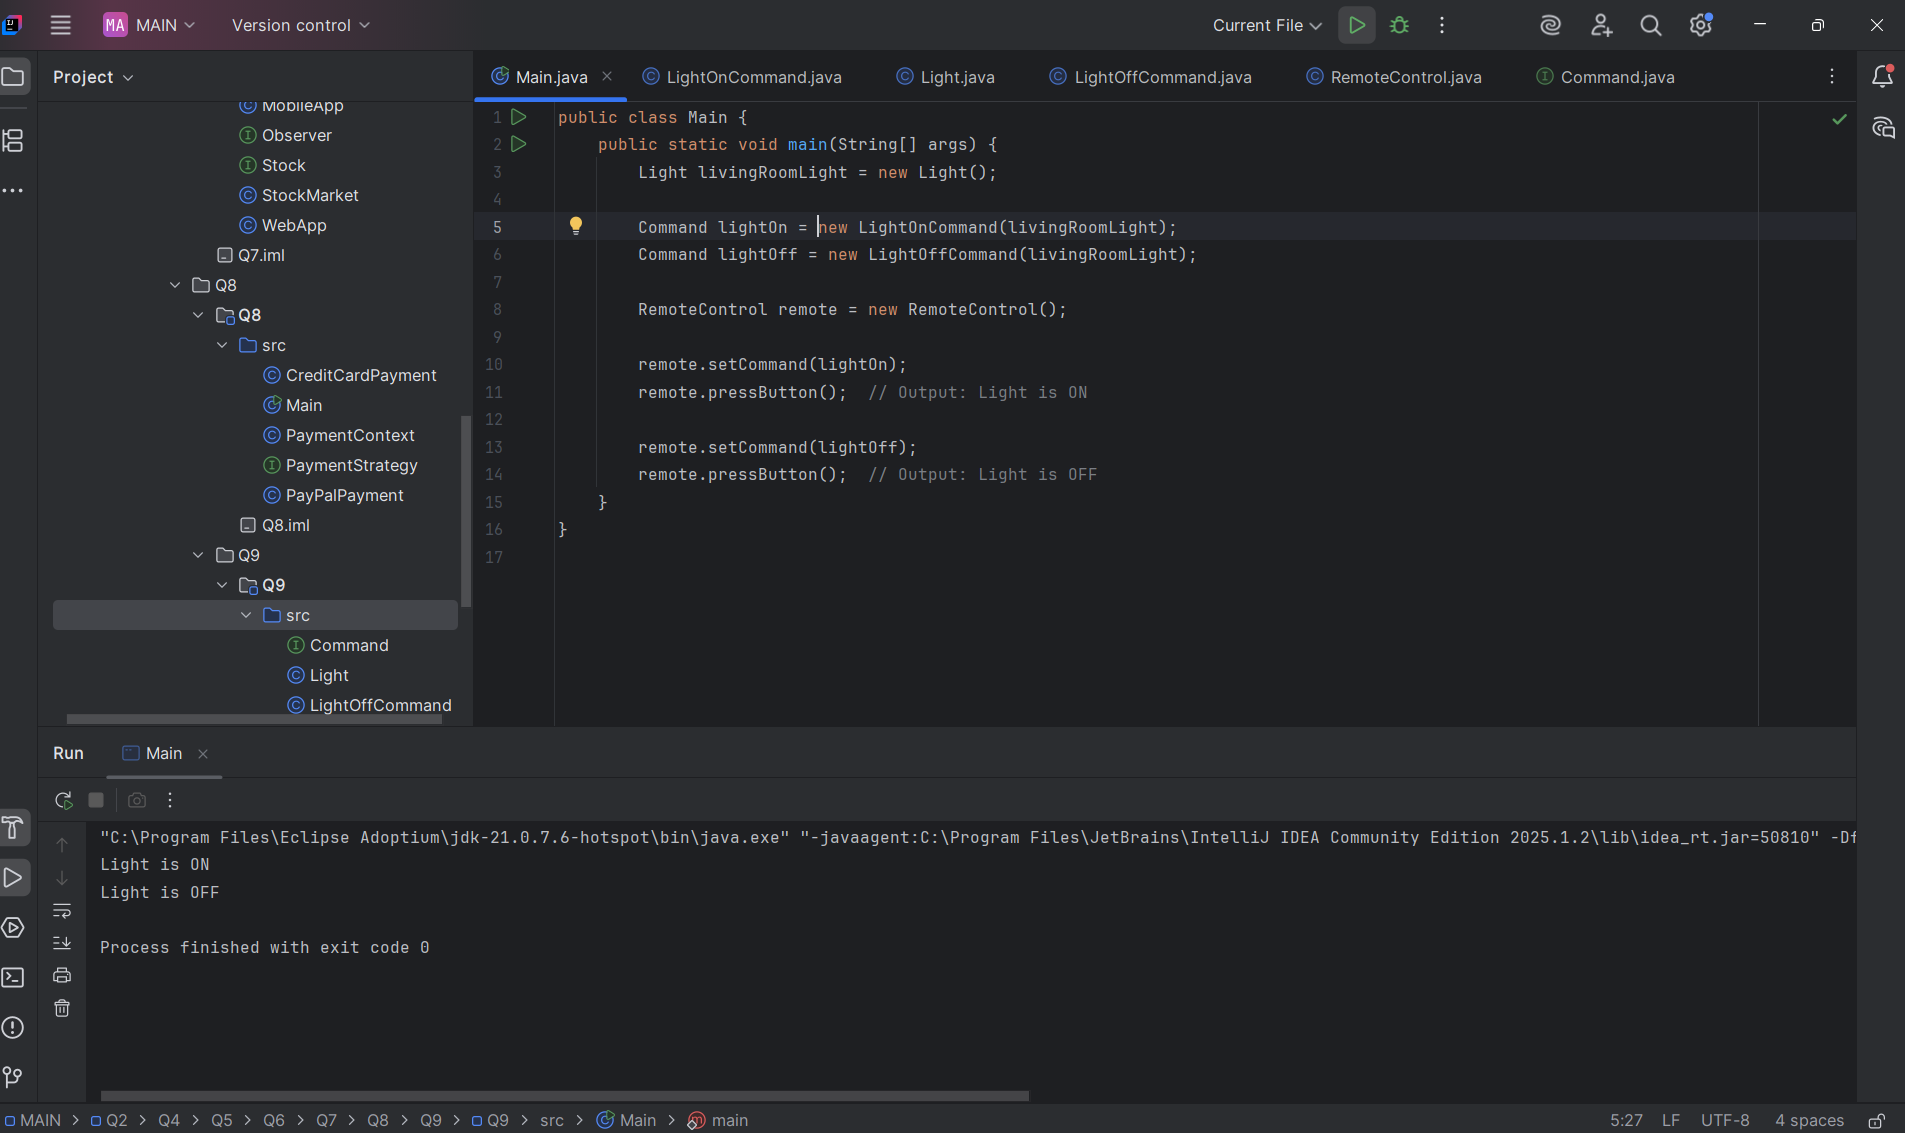 MA MAIN Version control Current File
Project
Main.java LightOnCommand.java Light.java LightOffCommand.java RemoteControl.java Command.java
MobileApp
Observer
Stock
StockMarket
WebApp
Q7.iml
Q8
Q8
src
CreditCardPayment
Main
PaymentContext
PaymentStrategy
PayPalPayment
Q8.iml
Q9
Q9
src
Command
Light
LightOffCommand
1 public class Main {
2 public static void main(String[] args) {
3 Light livingRoomLight = new Light();
4
5 Command lightOn = new LightOnCommand(livingRoomLight);
6 Command lightOff = new LightOffCommand(livingRoomLight);
7
8 RemoteControl remote = new RemoteControl();
9
10 remote.setCommand(lightOn);
11 remote.pressButton(); // Output: Light is ON
12
13 remote.setCommand(lightOff);
14 remote.pressButton(); // Output: Light is OFF
15 }
16 }
17
Run Main
"C:\Program Files\Eclipse Adoptium\jdk-21.0.7.6-hotspot\bin\java.exe" "-javaagent:C:\Program Files\JetBrains\IntelliJ IDEA Community Edition 2025.1.2\lib\idea_rt.jar=50810" -Df
Light is ON
Light is OFF
Process finished with exit code 0
MAIN > Q2 > Q4 > Q5 > Q6 > Q7 > Q8 > Q9 > Q9 > src > Main > main 5:27 LF UTF-8 4 spaces